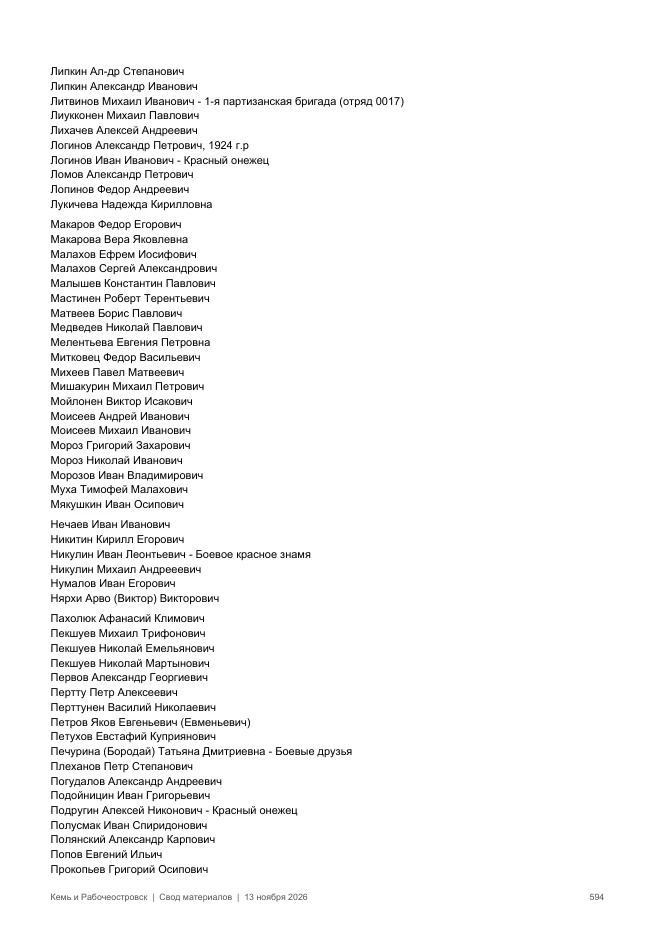 Липкин Ал-др Степанович
Липкин Александр Иванович
Литвинов Михаил Иванович - 1-я партизанская бригада (отряд 0017)
Лиукконен Михаил Павлович
Лихачев Алексей Андреевич
Логинов Александр Петрович, 1924 г.р
Логинов Иван Иванович - Красный онежец
Ломов Александр Петрович
Лопинов Федор Андреевич
Лукичева Надежда Кирилловна
Макаров Федор Егорович
Макарова Вера Яковлевна
Малахов Ефрем Иосифович
Малахов Сергей Александрович
Малышев Константин Павлович
Мастинен Роберт Терентьевич
Матвеев Борис Павлович
Медведев Николай Павлович
Мелентьева Евгения Петровна
Митковец Федор Васильевич
Михеев Павел Матвеевич
Мишакурин Михаил Петрович
Мойлонен Виктор Исакович
Моисеев Андрей Иванович
Моисеев Михаил Иванович
Мороз Григорий Захарович
Мороз Николай Иванович
Морозов Иван Владимирович
Муха Тимофей Малахович
Мякушкин Иван Осипович
Нечаев Иван Иванович
Никитин Кирилл Егорович
Никулин Иван Леонтьевич - Боевое красное знамя
Никулин Михаил Андрееевич
Нумалов Иван Егорович
Нярхи Арво (Виктор) Викторович
Пахолюк Афанасий Климович
Пекшуев Михаил Трифонович
Пекшуев Николай Емельянович
Пекшуев Николай Мартынович
Первов Александр Георгиевич
Пертту Петр Алексеевич
Перттунен Василий Николаевич
Петров Яков Евгеньевич (Евменьевич)
Петухов Евстафий Куприянович
Печурина (Бородай) Татьяна Дмитриевна - Боевые друзья
Плеханов Петр Степанович
Погудалов Александр Андреевич
Подойницин Иван Григорьевич
Подругин Алексей Никонович - Красный онежец
Полусмак Иван Спиридонович
Полянский Александр Карпович
Попов Евгений Ильич
Прокопьев Григорий Осипович
Кемь и Рабочеостровск | Свод материалов | 13 ноября 2026 594